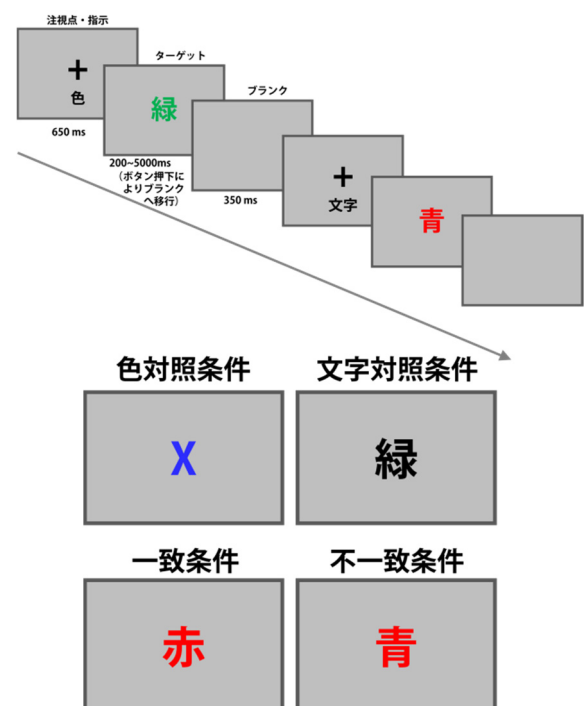 注視点・指示
+
色
650 ms
ターゲット
緑
200~5000ms
(ボタン押下に
よりブランク
へ移行)
ブランク
350 ms
+
文字
青
色対照条件
X
文字対照条件
緑
一致条件
赤
不一致条件
青